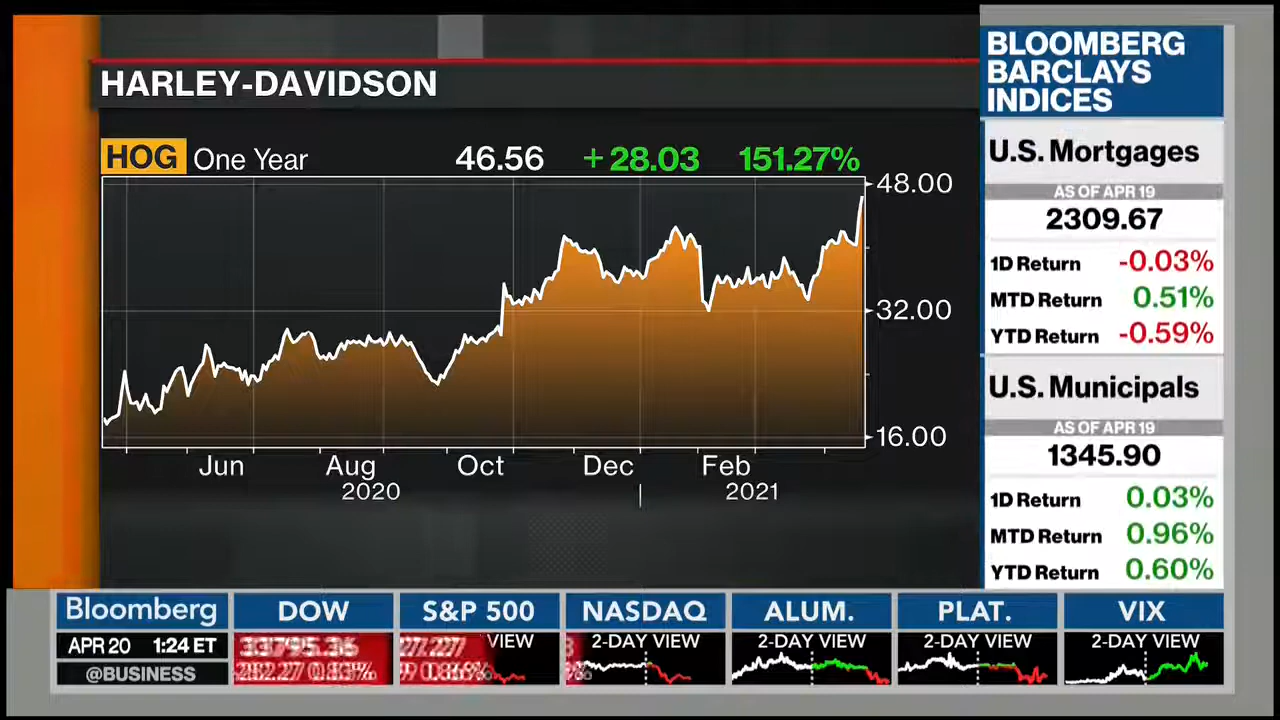 HARLEY-DAVIDSON
HOG One Year 46.56 +28.03 151.27%
48.00
32.00
16.00
Jun Aug Oct Dec Feb
2020 2021
BLOOMBERG
BARCLAYS
INDICES
U.S. Mortgages
AS OF APR 19
2309.67
1D Return -0.03%
MTD Return 0.51%
YTD Return -0.59%
U.S. Municipals
AS OF APR 19
1345.90
1D Return 0.03%
MTD Return 0.96%
YTD Return 0.60%
Bloomberg DOW S&P 500 NASDAQ ALUM. PLAT. VIX
APR 20 1:24 ET VIEW 2-DAY VIEW 2-DAY VIEW 2-DAY VIEW 2-DAY VIEW
@BUSINESS